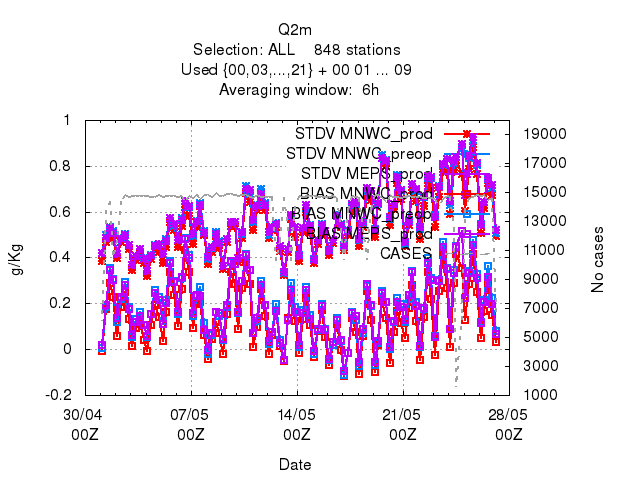 Q2m
Selection: ALL 848 stations
Used {00,03,...,21} + 00 01 ... 09
Averaging window: 6h
1
0.8
0.6
0.4
0.2
0
-0.2
g/Kg
STDV MNWC_prod
STDV MNWC_preop
STDV MEPS_prod
BIAS MNWC_prod
BIAS MNWC_preop
BIAS MEPS_prod
CASES
19000
17000
15000
13000
11000
9000
7000
5000
3000
1000
No cases
30/04 07/05 14/05 21/05 28/05
00Z 00Z 00Z 00Z 00Z
Date